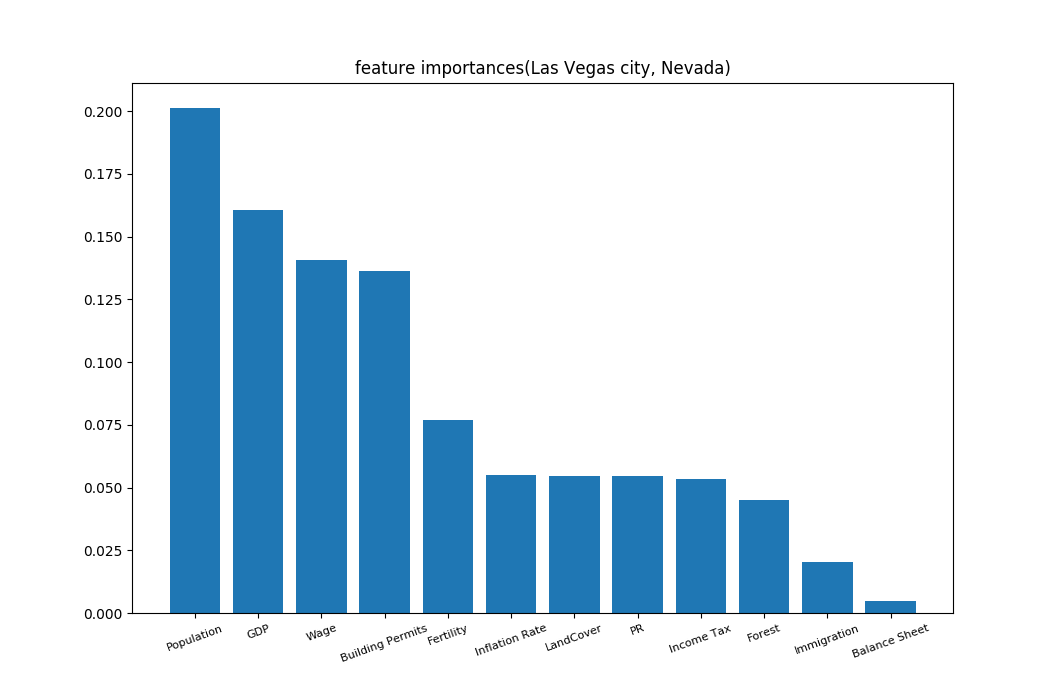 feature importances(Las Vegas city, Nevada)
0.200
0.175
0.150
0.125
0.100
0.075
0.050
0.025
0.000
Population
GDP
Wage
Building Permits
Fertility
Inflation Rate
LandCover
PR
Income Tax
Forest
Immigration
Balance Sheet